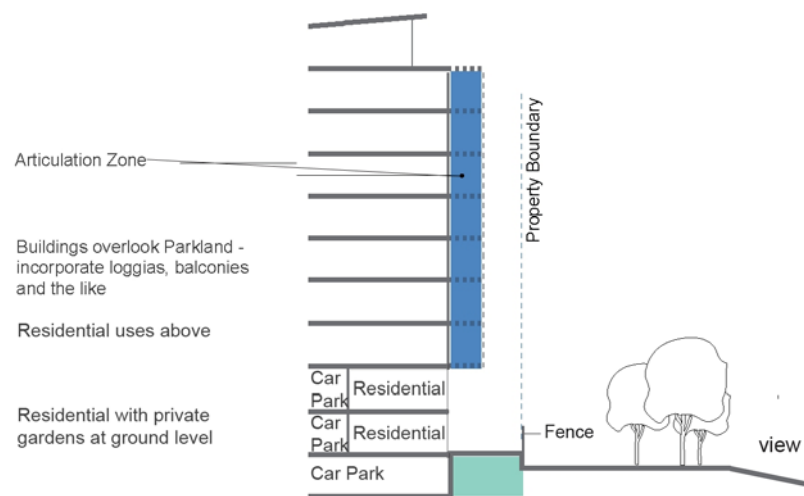 Articulation Zone
Property Boundary
Buildings overlook Parkland -
incorporate loggias, balconies
and the like
Residential uses above
Car
Park
Residential
Residential with private
gardens at ground level
Car
Park
Residential
Fence
view
Car Park